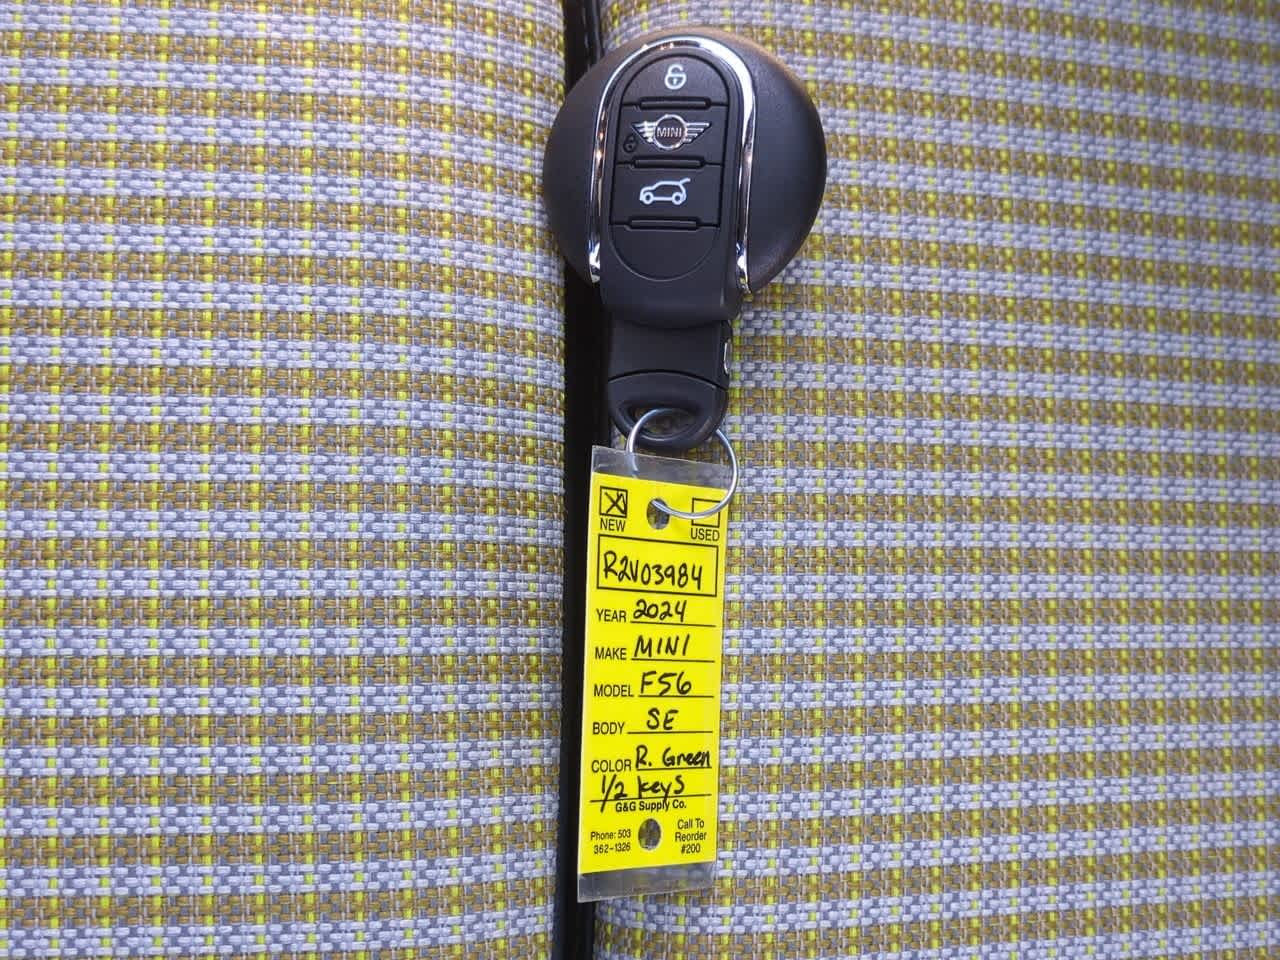 MINI
NEW
USED
R2V03984
YEAR 2024
MAKE MINI
MODEL F56
BODY SE
COLOR R. Green
1/2 keys
G&G Supply Co.
Phone: 503
362-1326
Call To
Reorder
#200